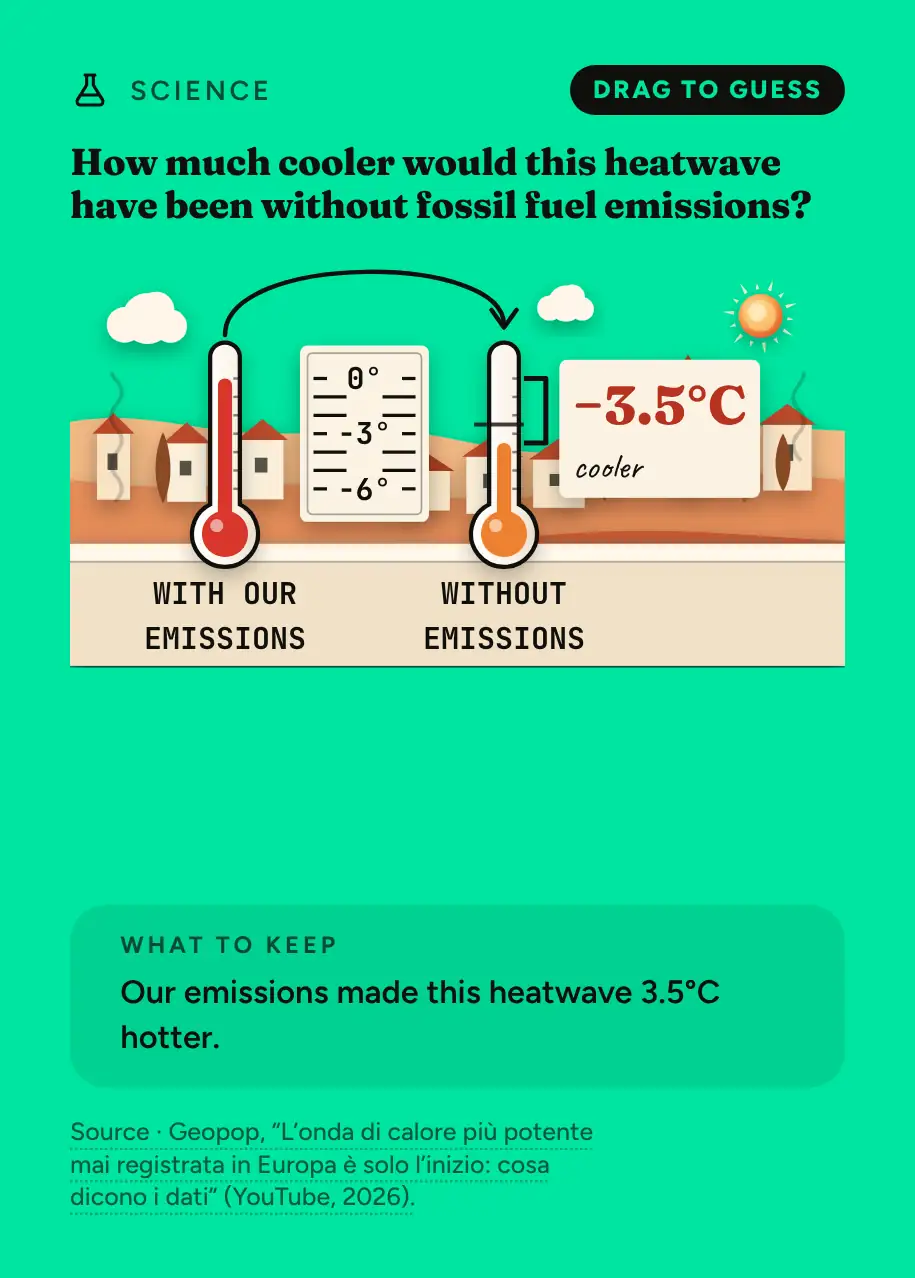 SCIENCE
DRAG TO GUESS
How much cooler would this heatwave
have been without fossil fuel emissions?
0°
-3°
-6°
−3.5°C
cooler
WITH OUR
EMISSIONS
WITHOUT
EMISSIONS
WHAT TO KEEP
Our emissions made this heatwave 3.5°C
hotter.
Source · Geopop, “L’onda di calore più potente
mai registrata in Europa è solo l’inizio: cosa
dicono i dati” (YouTube, 2026).